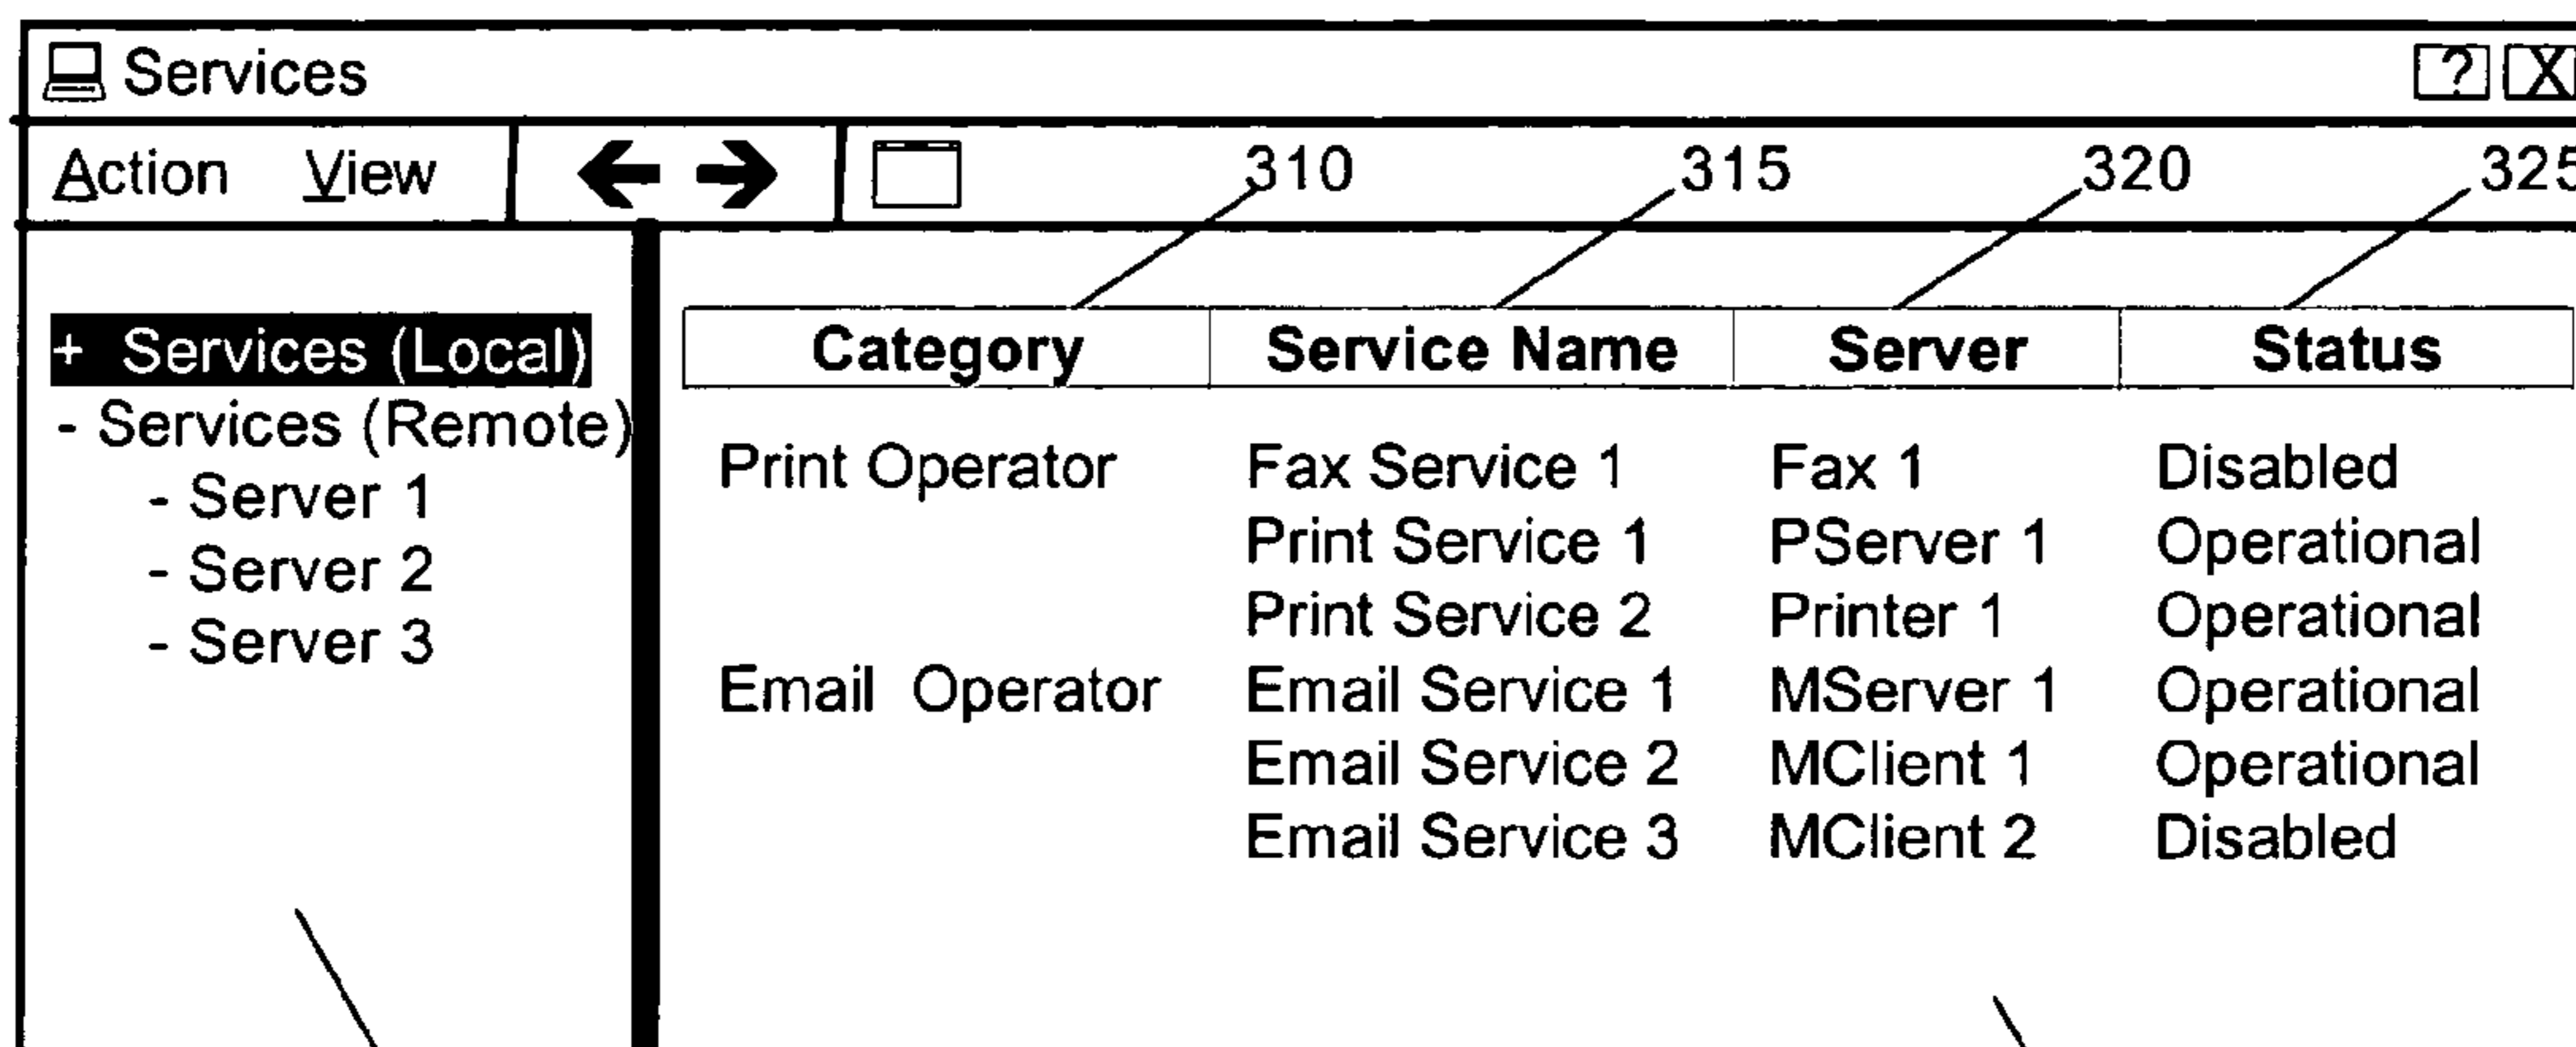 Services ? X
Action View 310 315 320 325
+ Services (Local)
- Services (Remote)
- Server 1
- Server 2
- Server 3
Category Service Name Server Status
Print Operator Fax Service 1 Fax 1 Disabled
Print Service 1 PServer 1 Operational
Print Service 2 Printer 1 Operational
Email Operator Email Service 1 MServer 1 Operational
Email Service 2 MClient 1 Operational
Email Service 3 MClient 2 Disabled